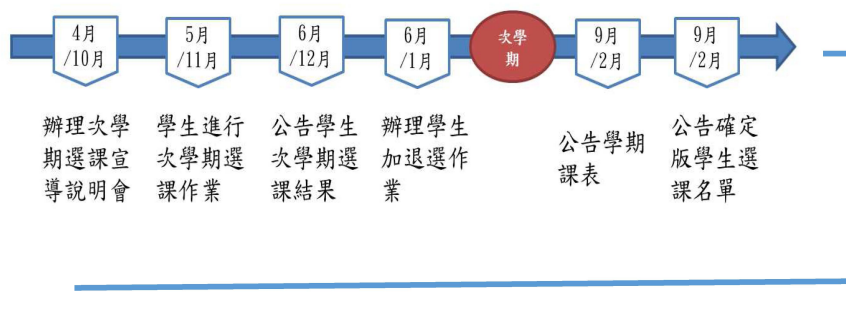 4月
/10月
5月
/11月
6月
/12月
6月
/1月
次學
期
9月
/2月
9月
/2月
辦理次學
期選課宣
導說明會
學生進行
次學期選
課作業
公告學生
次學期選
課結果
辦理學生
加退選作
業
公告學期
課表
公告確定
版學生選
課名單